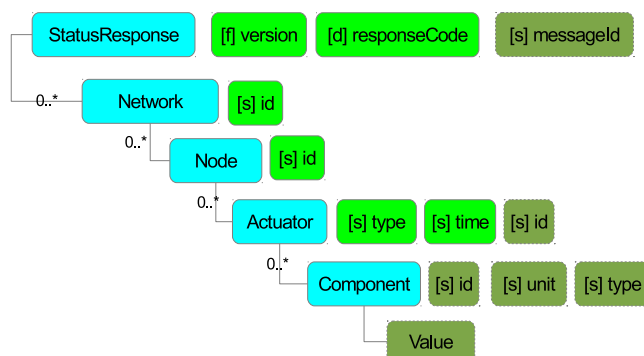 StatusResponse [f] version [d] responseCode [s] messageId
0..* Network [s] id
0..* Node [s] id
0..* Actuator [s] type [s] time [s] id
0..* Component [s] id [s] unit [s] type
Value